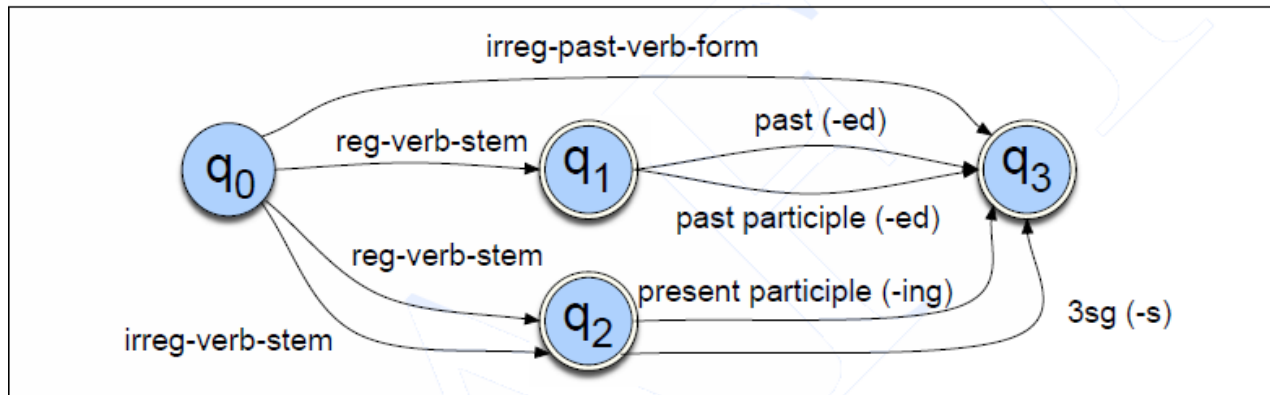 irreg-past-verb-form
reg-verb-stem
past (-ed)
q0
q1
q3
past participle (-ed)
reg-verb-stem
present participle (-ing)
3sg (-s)
q2
irreg-verb-stem